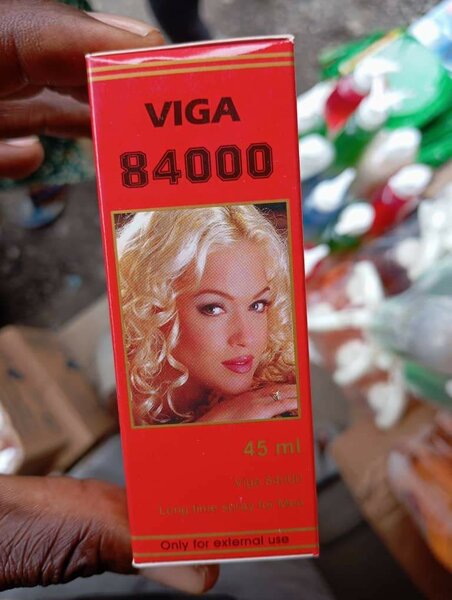 VIGA
84000
45 ml
Viga 84000
Long time spray for Men
Only for external use